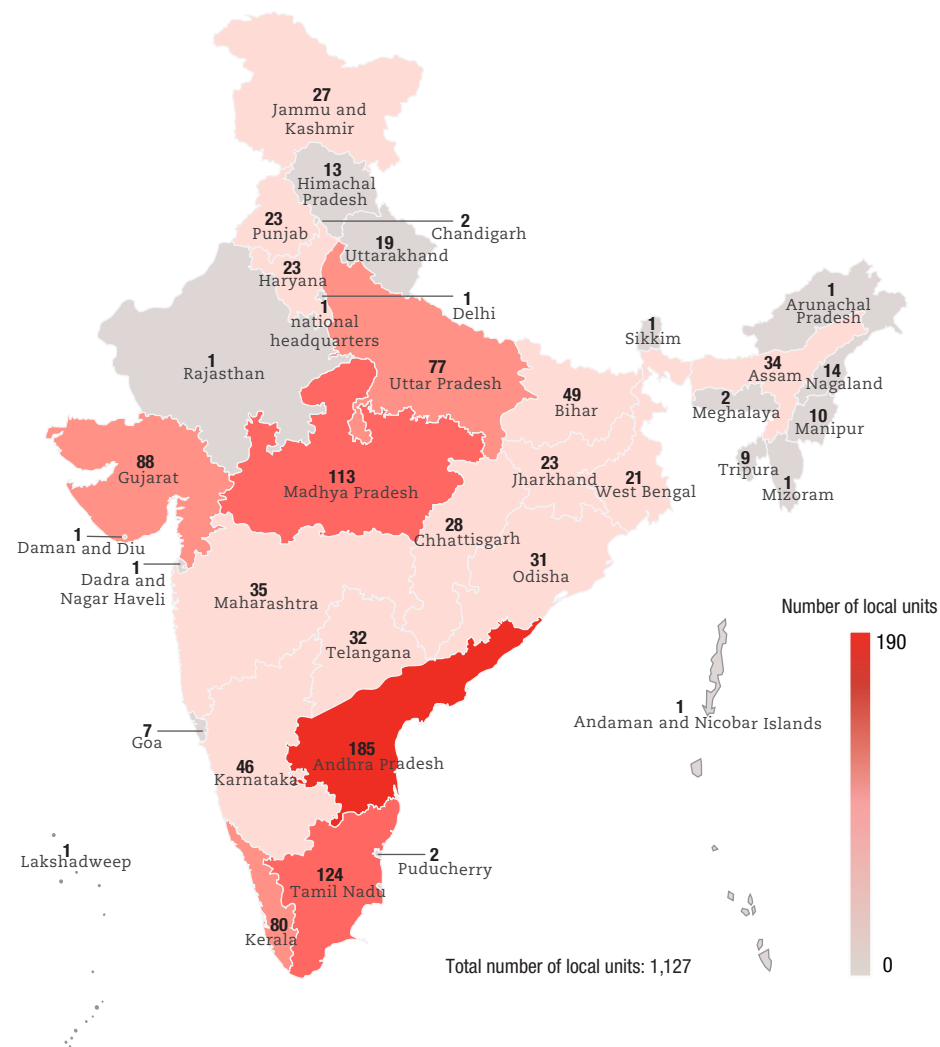 27
Jammu and
Kashmir
13
Himachal
Pradesh
23
Punjab
2
Chandigarh
19
Uttarakhand
23
Haryana
1
Delhi
1
national
headquarters
1
Rajasthan
77
Uttar Pradesh
1
Sikkim
1
Arunachal
Pradesh
34
Assam
14
Nagaland
2
Meghalaya
10
Manipur
9
Tripura
1
Mizoram
49
Bihar
88
Gujarat
113
Madhya Pradesh
23
Jharkhand
21
West Bengal
28
Chhattisgarh
1
Daman and Diu
1
Dadra and
Nagar Haveli
31
Odisha
35
Maharashtra
32
Telangana
Number of local units
190
0
1
Andaman and Nicobar Islands
7
Goa
185
Andhra Pradesh
46
Karnataka
1
Lakshadweep
2
Puducherry
124
Tamil Nadu
80
Kerala
Total number of local units: 1,127